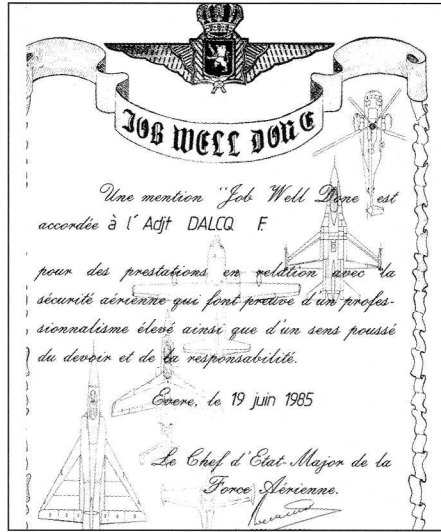 JOB WELL DONE
Une mention "Job Well Done est
accordée à l' Adjt DALCQ F.
pour des prestations en relation avec la
sécurité aérienne qui font preuve d'un profes-
sionnalisme élevé ainsi que d'un sens poussé
du devoir et de la responsabilité.
Evere, le 19 juin 1985
Le Chef d'Etat-Major de la
Force Aérienne.